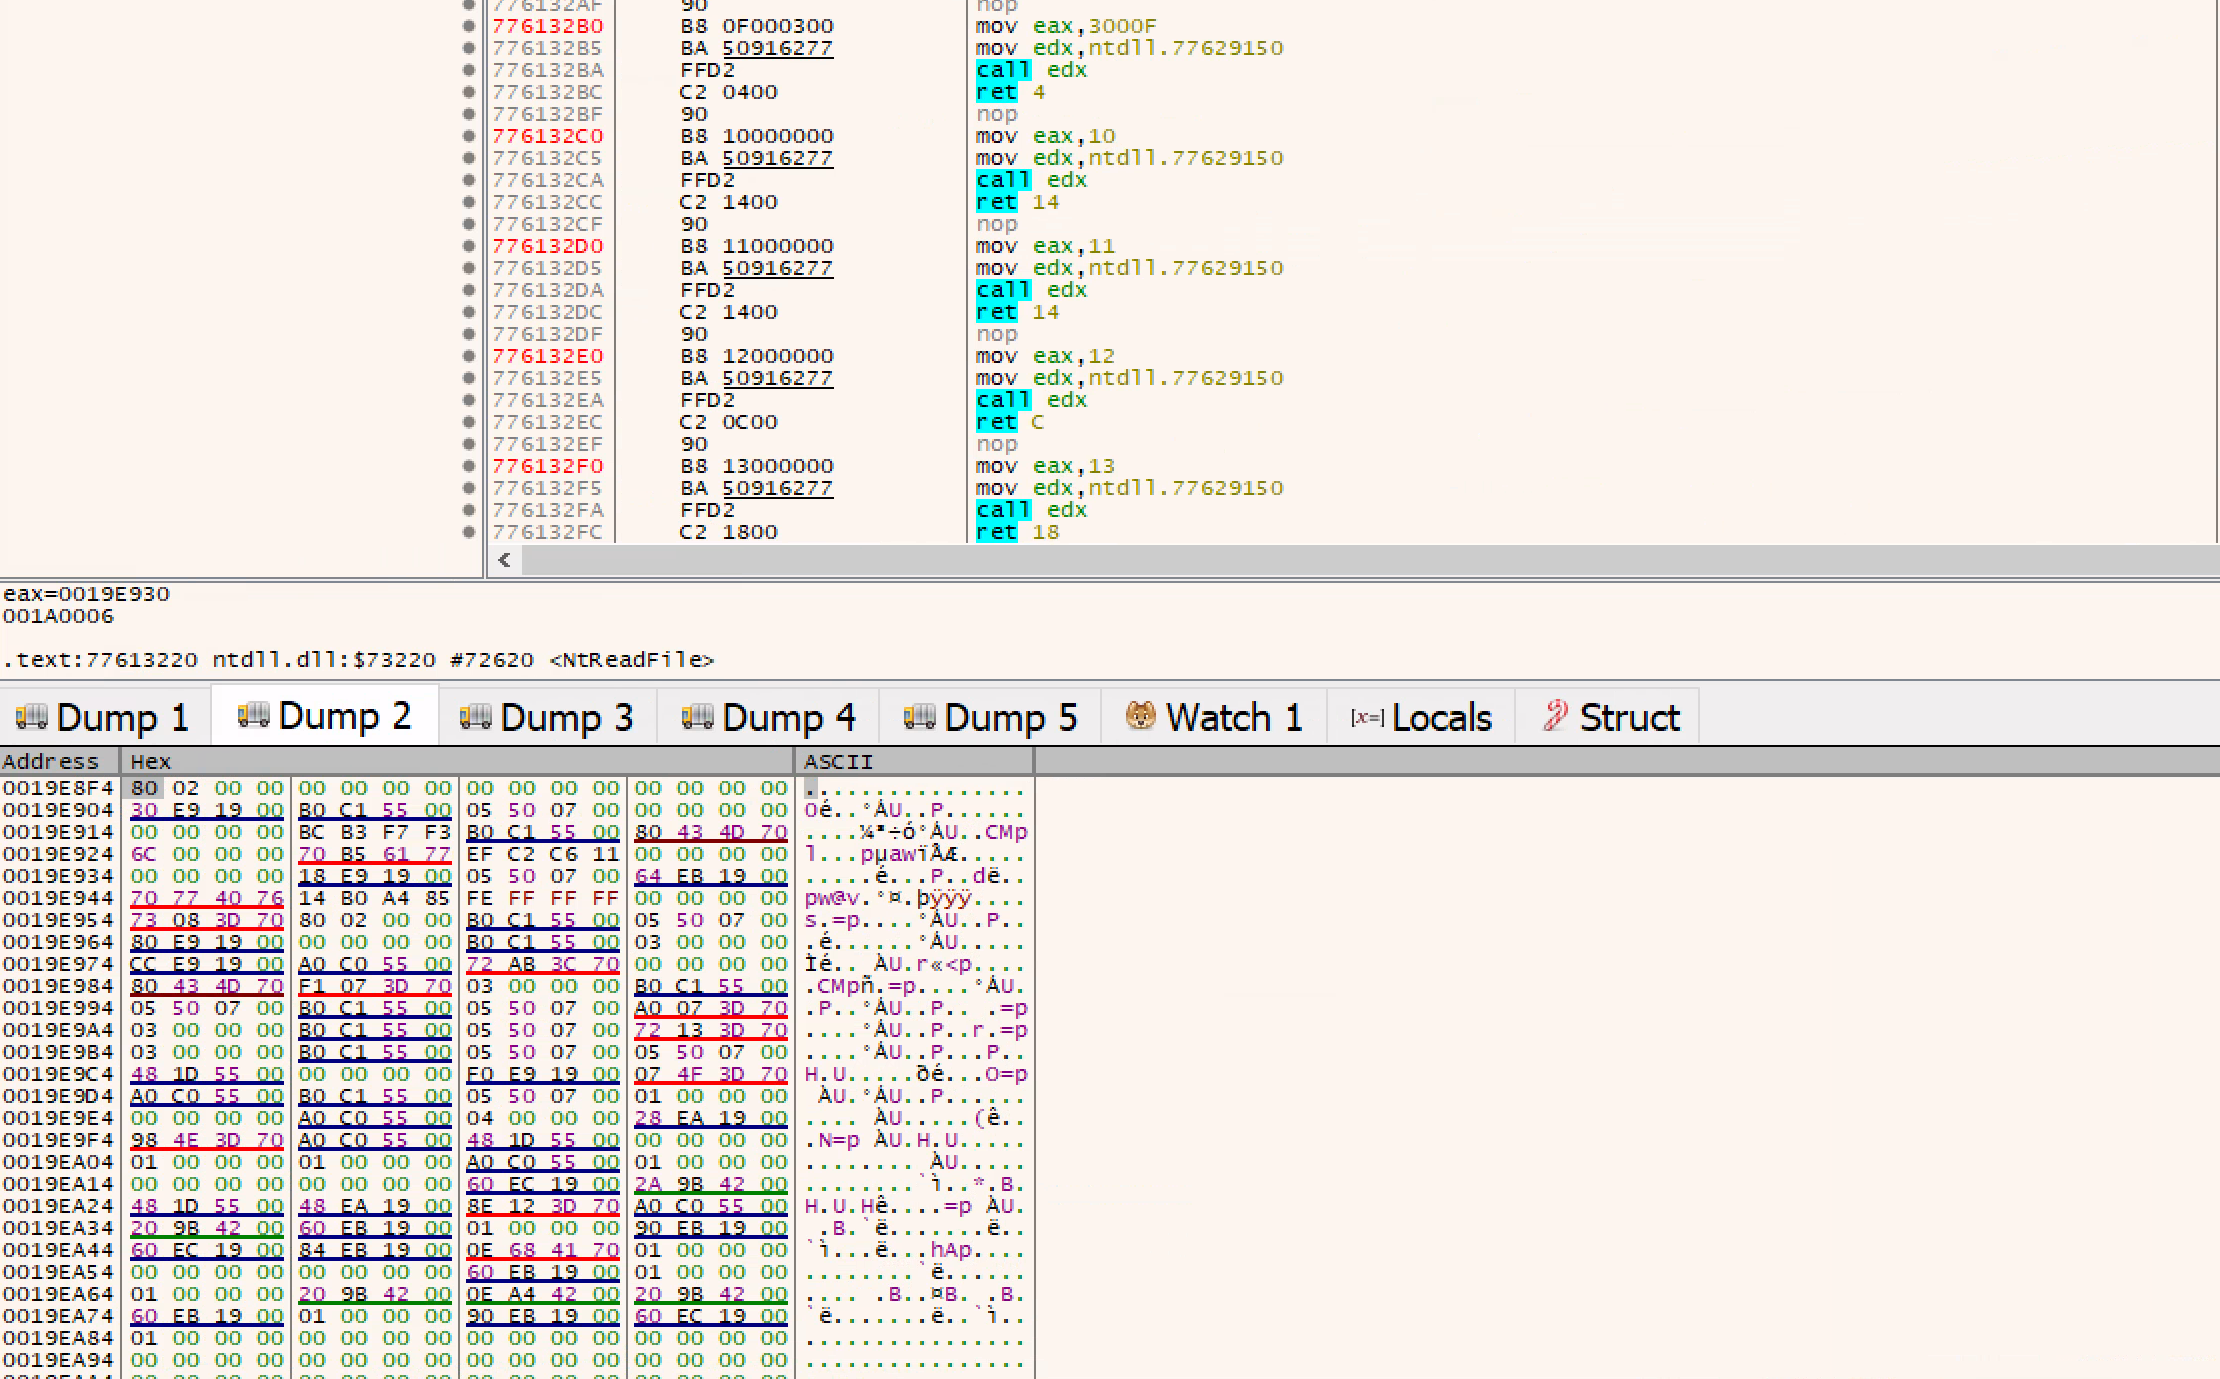 776132AF 90 nop
776132B0 B8 0F000300 mov eax,3000F
776132B5 BA 50916277 mov edx,ntdll.77629150
776132BA FFD2 call edx
776132BC C2 0400 ret 4
776132BF 90 nop
776132C0 B8 10000000 mov eax,10
776132C5 BA 50916277 mov edx,ntdll.77629150
776132CA FFD2 call edx
776132CC C2 1400 ret 14
776132CF 90 nop
776132D0 B8 11000000 mov eax,11
776132D5 BA 50916277 mov edx,ntdll.77629150
776132DA FFD2 call edx
776132DC C2 1400 ret 14
776132DF 90 nop
776132E0 B8 12000000 mov eax,12
776132E5 BA 50916277 mov edx,ntdll.77629150
776132EA FFD2 call edx
776132EC C2 0C00 ret C
776132EF 90 nop
776132F0 B8 13000000 mov eax,13
776132F5 BA 50916277 mov edx,ntdll.77629150
776132FA FFD2 call edx
776132FC C2 1800 ret 18
eax=0019E930
001A0006
.text:77613220 ntdll.dll:$73220 #72620 <NtReadFile>
Dump 1 Dump 2 Dump 3 Dump 4 Dump 5 Watch 1 [x=] Locals Struct
Address Hex ASCII
0019E8F4 80 02 00 00 00 00 00 00 00 00 00 00 00 00 00 00 ................
0019E904 30 E9 19 00 B0 C1 55 00 05 50 07 00 00 00 00 00 0é..°ÁU..P......
0019E914 00 00 00 00 BC B3 F7 F3 B0 C1 55 00 80 43 4D 70 ....¼³÷ó°ÁU..CMp
0019E924 6C 00 00 00 70 B5 61 77 EF C2 C6 11 00 00 00 00 l...pµawïÂÆ.....
0019E934 00 00 00 00 18 E9 19 00 05 50 07 00 64 EB 19 00 .....é...P..dë..
0019E944 70 77 40 76 14 B0 A4 85 FE FF FF FF 00 00 00 00 pw@v.°¤.þÿÿÿ....
0019E954 73 08 3D 70 80 02 00 00 B0 C1 55 00 05 50 07 00 s.=p....°ÁU..P..
0019E964 80 E9 19 00 00 00 00 00 B0 C1 55 00 03 00 00 00 .é......°ÁU.....
0019E974 CC E9 19 00 A0 C0 55 00 72 AB 3C 70 00 00 00 00 Ìé.. ÀU.r«<p....
0019E984 80 43 4D 70 F1 07 3D 70 03 00 00 00 B0 C1 55 00 .CMpñ.=p....°ÁU.
0019E994 05 50 07 00 B0 C1 55 00 05 50 07 00 A0 07 3D 70 .P..°ÁU..P.. .=p
0019E9A4 03 00 00 00 B0 C1 55 00 05 50 07 00 72 13 3D 70 ....°ÁU..P..r.=p
0019E9B4 03 00 00 00 B0 C1 55 00 05 50 07 00 05 50 07 00 ....°ÁU..P...P..
0019E9C4 48 1D 55 00 00 00 00 00 F0 E9 19 00 07 4F 3D 70 H.U.....ðé...O=p
0019E9D4 A0 C0 55 00 B0 C1 55 00 05 50 07 00 01 00 00 00 ÀU.°ÁU..P......
0019E9E4 00 00 00 00 A0 C0 55 00 04 00 00 00 28 EA 19 00 .... ÀU.....(ê..
0019E9F4 98 4E 3D 70 A0 C0 55 00 48 1D 55 00 00 00 00 00 .N=p ÀU.H.U.....
0019EA04 01 00 00 00 01 00 00 00 A0 C0 55 00 01 00 00 00 ........ ÀU.....
0019EA14 00 00 00 00 00 00 00 00 60 EC 19 00 2A 9B 42 00 ........`ì..*.B.
0019EA24 48 1D 55 00 48 EA 19 00 8E 12 3D 70 A0 C0 55 00 H.U.Hê....=p ÀU.
0019EA34 20 9B 42 00 60 EB 19 00 01 00 00 00 90 EB 19 00 .B.`ë.......ë..
0019EA44 60 EC 19 00 84 EB 19 00 0E 68 41 70 01 00 00 00 `ì...ë...hAp....
0019EA54 00 00 00 00 00 00 00 00 60 EB 19 00 01 00 00 00 ........`ë......
0019EA64 01 00 00 00 20 9B 42 00 0E A4 42 00 20 9B 42 00 .... .B..¤B. .B.
0019EA74 60 EB 19 00 01 00 00 00 90 EB 19 00 60 EC 19 00 `ë.......ë..`ì..
0019EA84 01 00 00 00 00 00 00 00 00 00 00 00 00 00 00 00 ................
0019EA94 00 00 00 00 00 00 00 00 00 00 00 00 00 00 00 00 ................